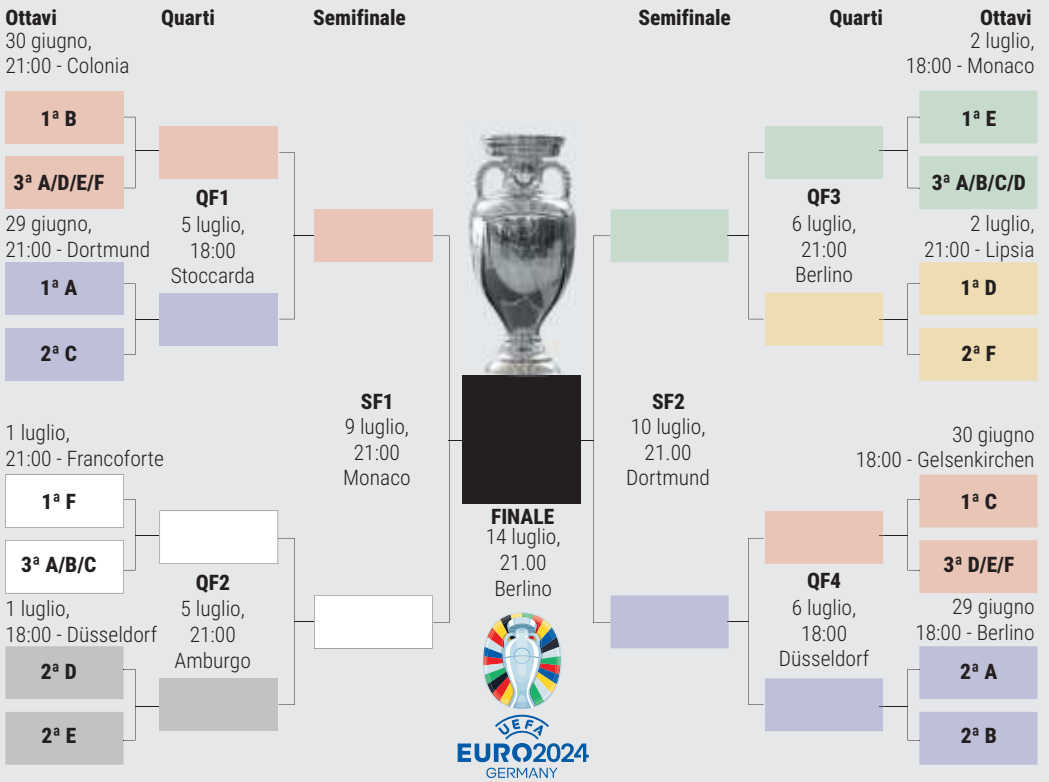 Ottavi
Quarti
Semifinale
Semifinale
Quarti
Ottavi
30 giugno,
21:00 - Colonia
1ª B
3ª A/D/E/F
29 giugno,
21:00 - Dortmund
1ª A
2ª C
QF1
5 luglio,
18:00
Stoccarda
1 luglio,
21:00 - Francoforte
1ª F
3ª A/B/C
1 luglio,
18:00 - Düsseldorf
2ª D
2ª E
QF2
5 luglio,
21:00
Amburgo
SF1
9 luglio,
21:00
Monaco
FINALE
14 luglio,
21.00
Berlino
UEFA
EURO2024
GERMANY
SF2
10 luglio,
21.00
Dortmund
QF3
6 luglio,
21:00
Berlino
2 luglio,
18:00 - Monaco
1ª E
3ª A/B/C/D
2 luglio,
21:00 - Lipsia
1ª D
2ª F
QF4
6 luglio,
18:00
Düsseldorf
30 giugno
18:00 - Gelsenkirchen
1ª C
3ª D/E/F
29 giugno
18:00 - Berlino
2ª A
2ª B